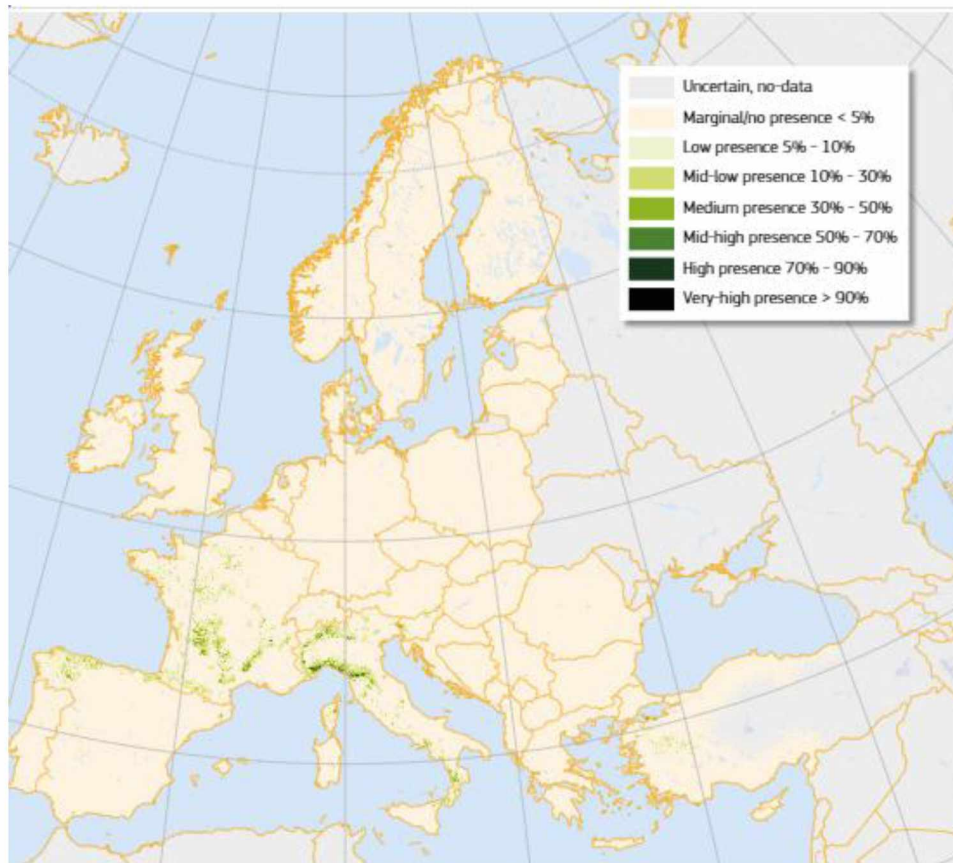 Uncertain, no-data
Marginal/no presence < 5%
Low presence 5% - 10%
Mid-low presence 10% - 30%
Medium presence 30% - 50%
Mid-high presence 50% - 70%
High presence 70% - 90%
Very-high presence > 90%